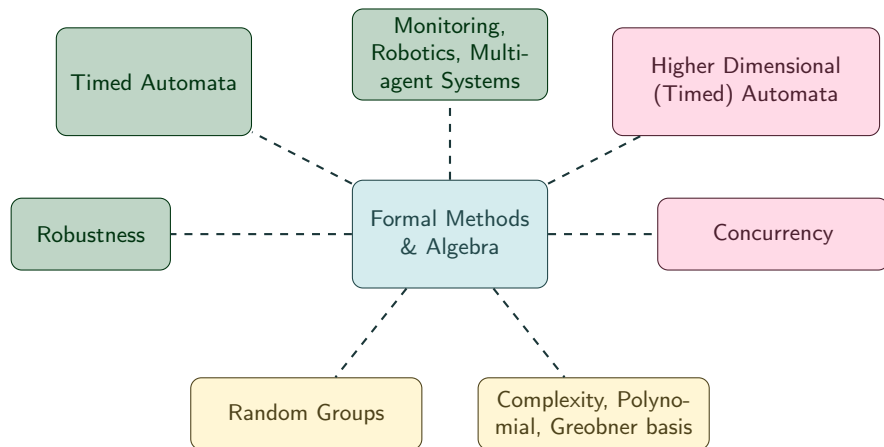 Monitoring,
Robotics, Multi-
agent Systems
Timed Automata
Higher Dimensional
(Timed) Automata
Robustness
Formal Methods
& Algebra
Concurrency
Random Groups
Complexity, Polyno-
mial, Greobner basis